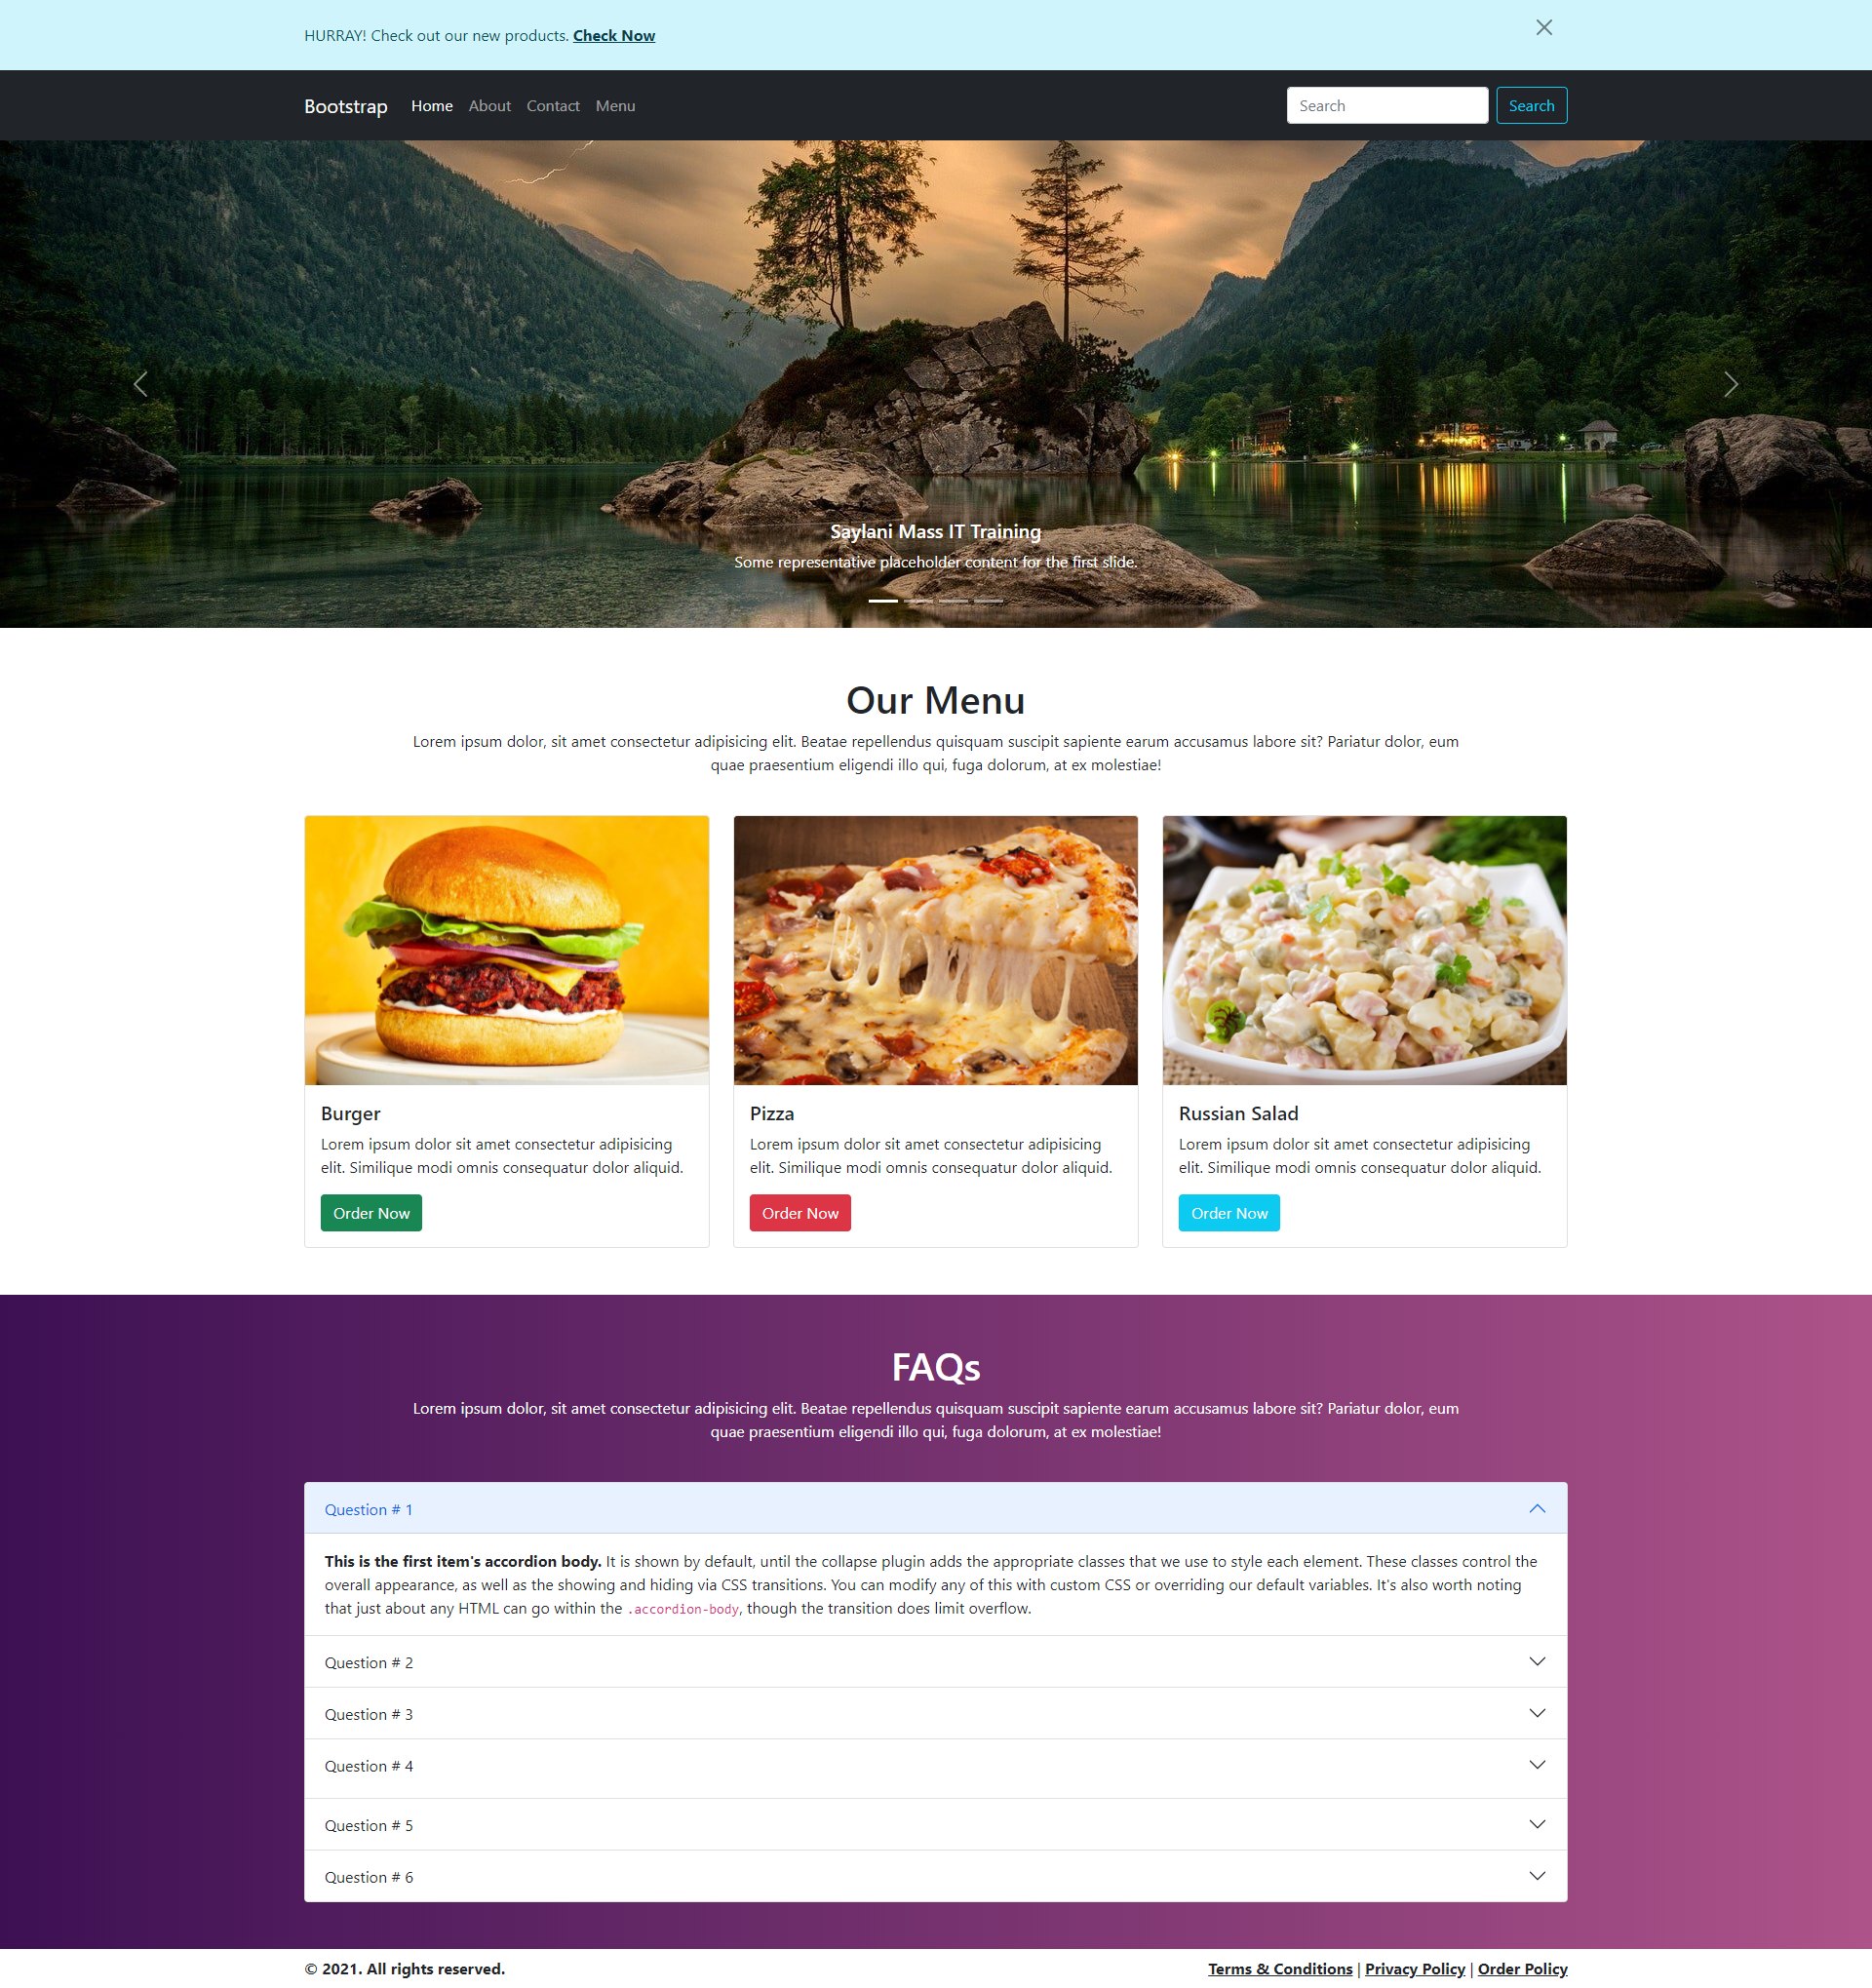 HURRAY! Check out our new products. Check Now
Bootstrap Home About Contact Menu Search Search
Saylani Mass IT Training
Some representative placeholder content for the first slide.
Our Menu
Lorem ipsum dolor, sit amet consectetur adipisicing elit. Beatae repellendus quisquam suscipit sapiente earum accusamus labore sit? Pariatur dolor, eum
quae praesentium eligendi illo qui, fuga dolorum, at ex molestiae!
Burger
Lorem ipsum dolor sit amet consectetur adipisicing
elit. Similique modi omnis consequatur dolor aliquid.
Order Now
Pizza
Lorem ipsum dolor sit amet consectetur adipisicing
elit. Similique modi omnis consequatur dolor aliquid.
Order Now
Russian Salad
Lorem ipsum dolor sit amet consectetur adipisicing
elit. Similique modi omnis consequatur dolor aliquid.
Order Now
FAQs
Lorem ipsum dolor, sit amet consectetur adipisicing elit. Beatae repellendus quisquam suscipit sapiente earum accusamus labore sit? Pariatur dolor, eum
quae praesentium eligendi illo qui, fuga dolorum, at ex molestiae!
Question # 1
This is the first item's accordion body. It is shown by default, until the collapse plugin adds the appropriate classes that we use to style each element. These classes control the
overall appearance, as well as the showing and hiding via CSS transitions. You can modify any of this with custom CSS or overriding our default variables. It's also worth noting
that just about any HTML can go within the .accordion-body, though the transition does limit overflow.
Question # 2
Question # 3
Question # 4
Question # 5
Question # 6
© 2021. All rights reserved. Terms & Conditions | Privacy Policy | Order Policy